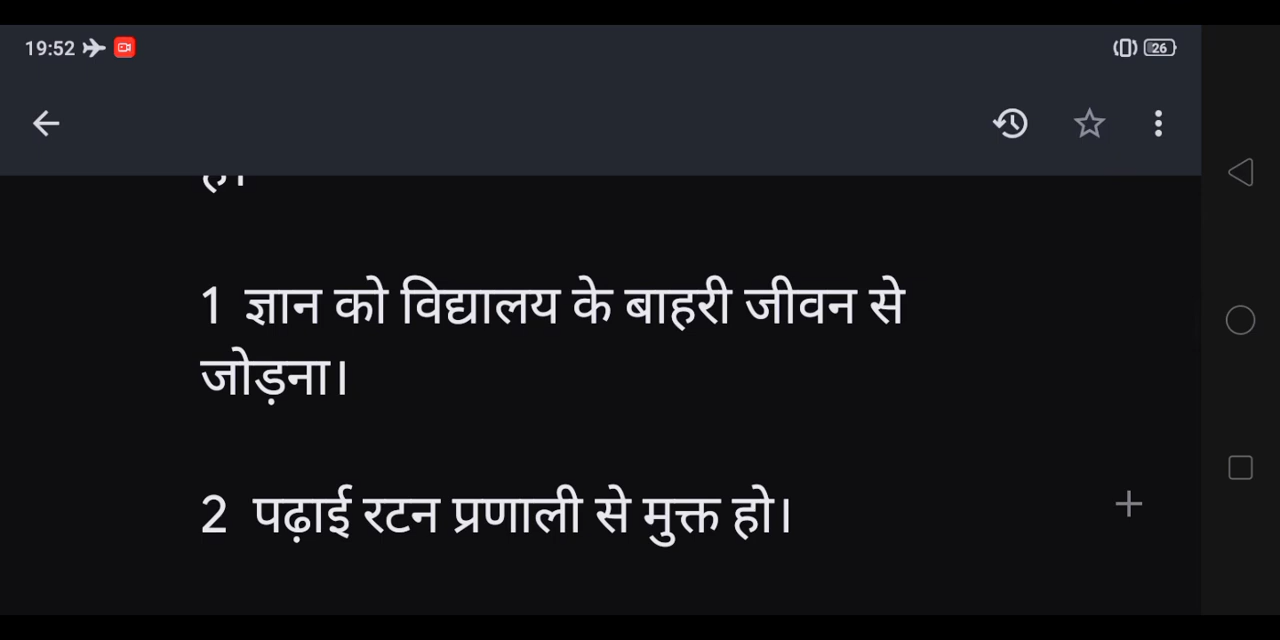 19:52
26
1 ज्ञान को विद्यालय के बाहरी जीवन से
जोड़ना।
2 पढ़ाई रटन प्रणाली से मुक्त हो।